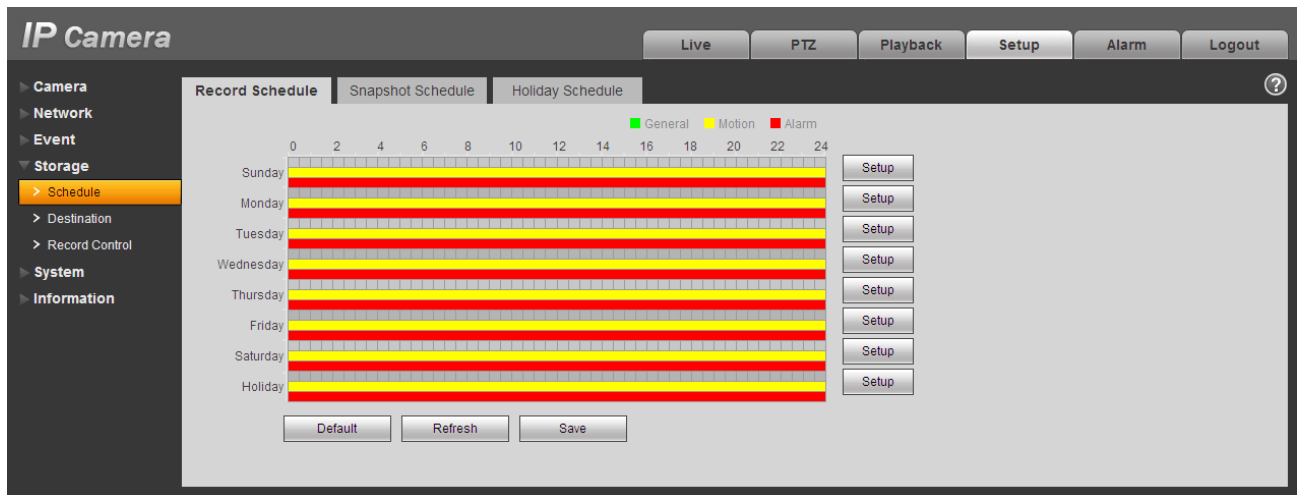 IP Camera
Live PTZ Playback Setup Alarm Logout
Camera
Network
Event
Storage
> Schedule
> Destination
> Record Control
System
Information
Record Schedule Snapshot Schedule Holiday Schedule ?
General Motion Alarm
0 2 4 6 8 10 12 14 16 18 20 22 24
Sunday Setup
Monday Setup
Tuesday Setup
Wednesday Setup
Thursday Setup
Friday Setup
Saturday Setup
Holiday Setup
Default Refresh Save